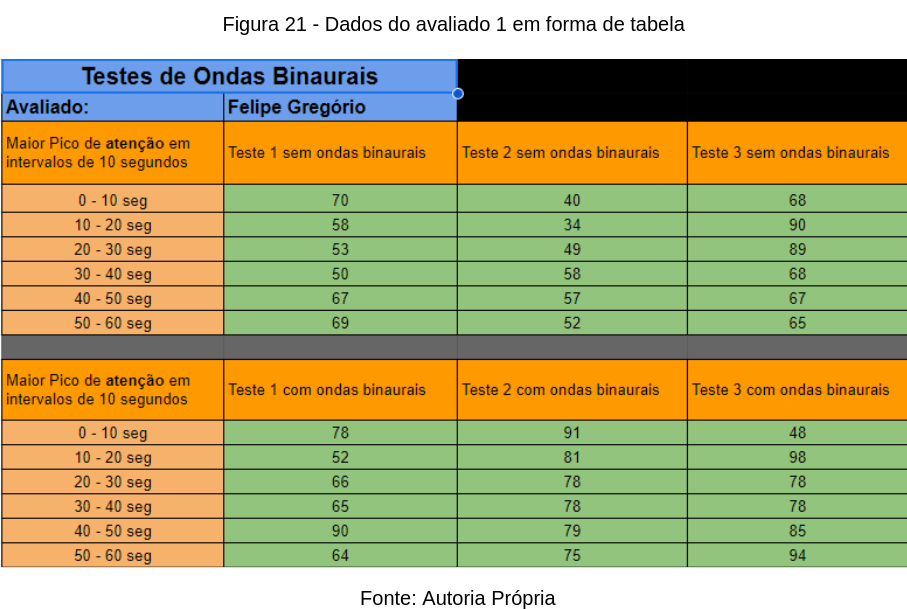 Figura 21 - Dados do avaliado 1 em forma de tabela
Testes de Ondas Binaurais
Avaliado: Felipe Gregório
Maior Pico de atenção em
intervalos de 10 segundos
Teste 1 sem ondas binaurais Teste 2 sem ondas binaurais Teste 3 sem ondas binaurais
0 - 10 seg 70 40 68
10 - 20 seg 58 34 90
20 - 30 seg 53 49 89
30 - 40 seg 50 58 68
40 - 50 seg 67 57 67
50 - 60 seg 69 52 65
Maior Pico de atenção em
intervalos de 10 segundos
Teste 1 com ondas binaurais Teste 2 com ondas binaurais Teste 3 com ondas binaurais
0 - 10 seg 78 91 48
10 - 20 seg 52 81 98
20 - 30 seg 66 78 78
30 - 40 seg 65 78 78
40 - 50 seg 90 79 85
50 - 60 seg 64 75 94
Fonte: Autoria Própria